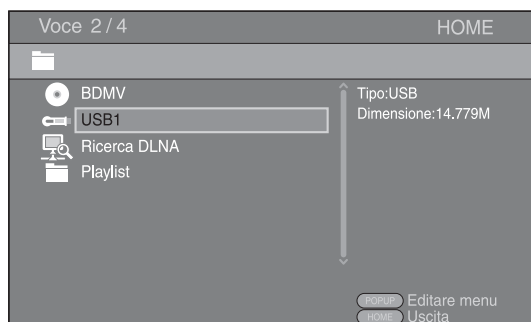 Voce 2/4 HOME
BDMV
USB1
Ricerca DLNA
Playlist
Tipo:USB
Dimensione:14.779M
POPUP Editare menu
HOME Uscita